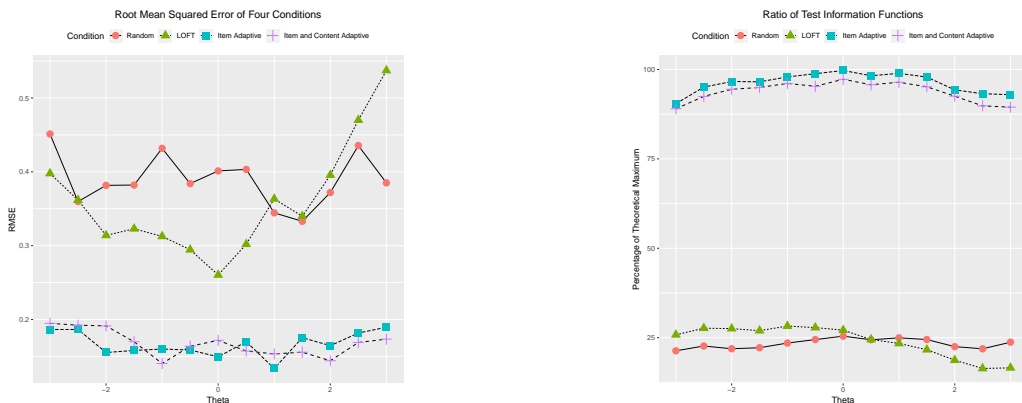 Root Mean Squared Error of Four Conditions
Condition Random LOFT Item Adaptive Item and Content Adaptive
0.5
0.4
0.3
0.2
RMSE
−2 0 2
Theta
Ratio of Test Information Functions
Condition Random LOFT Item Adaptive Item and Content Adaptive
100
75
50
25
Percentage of Theoretical Maximum
−2 0 2
Theta